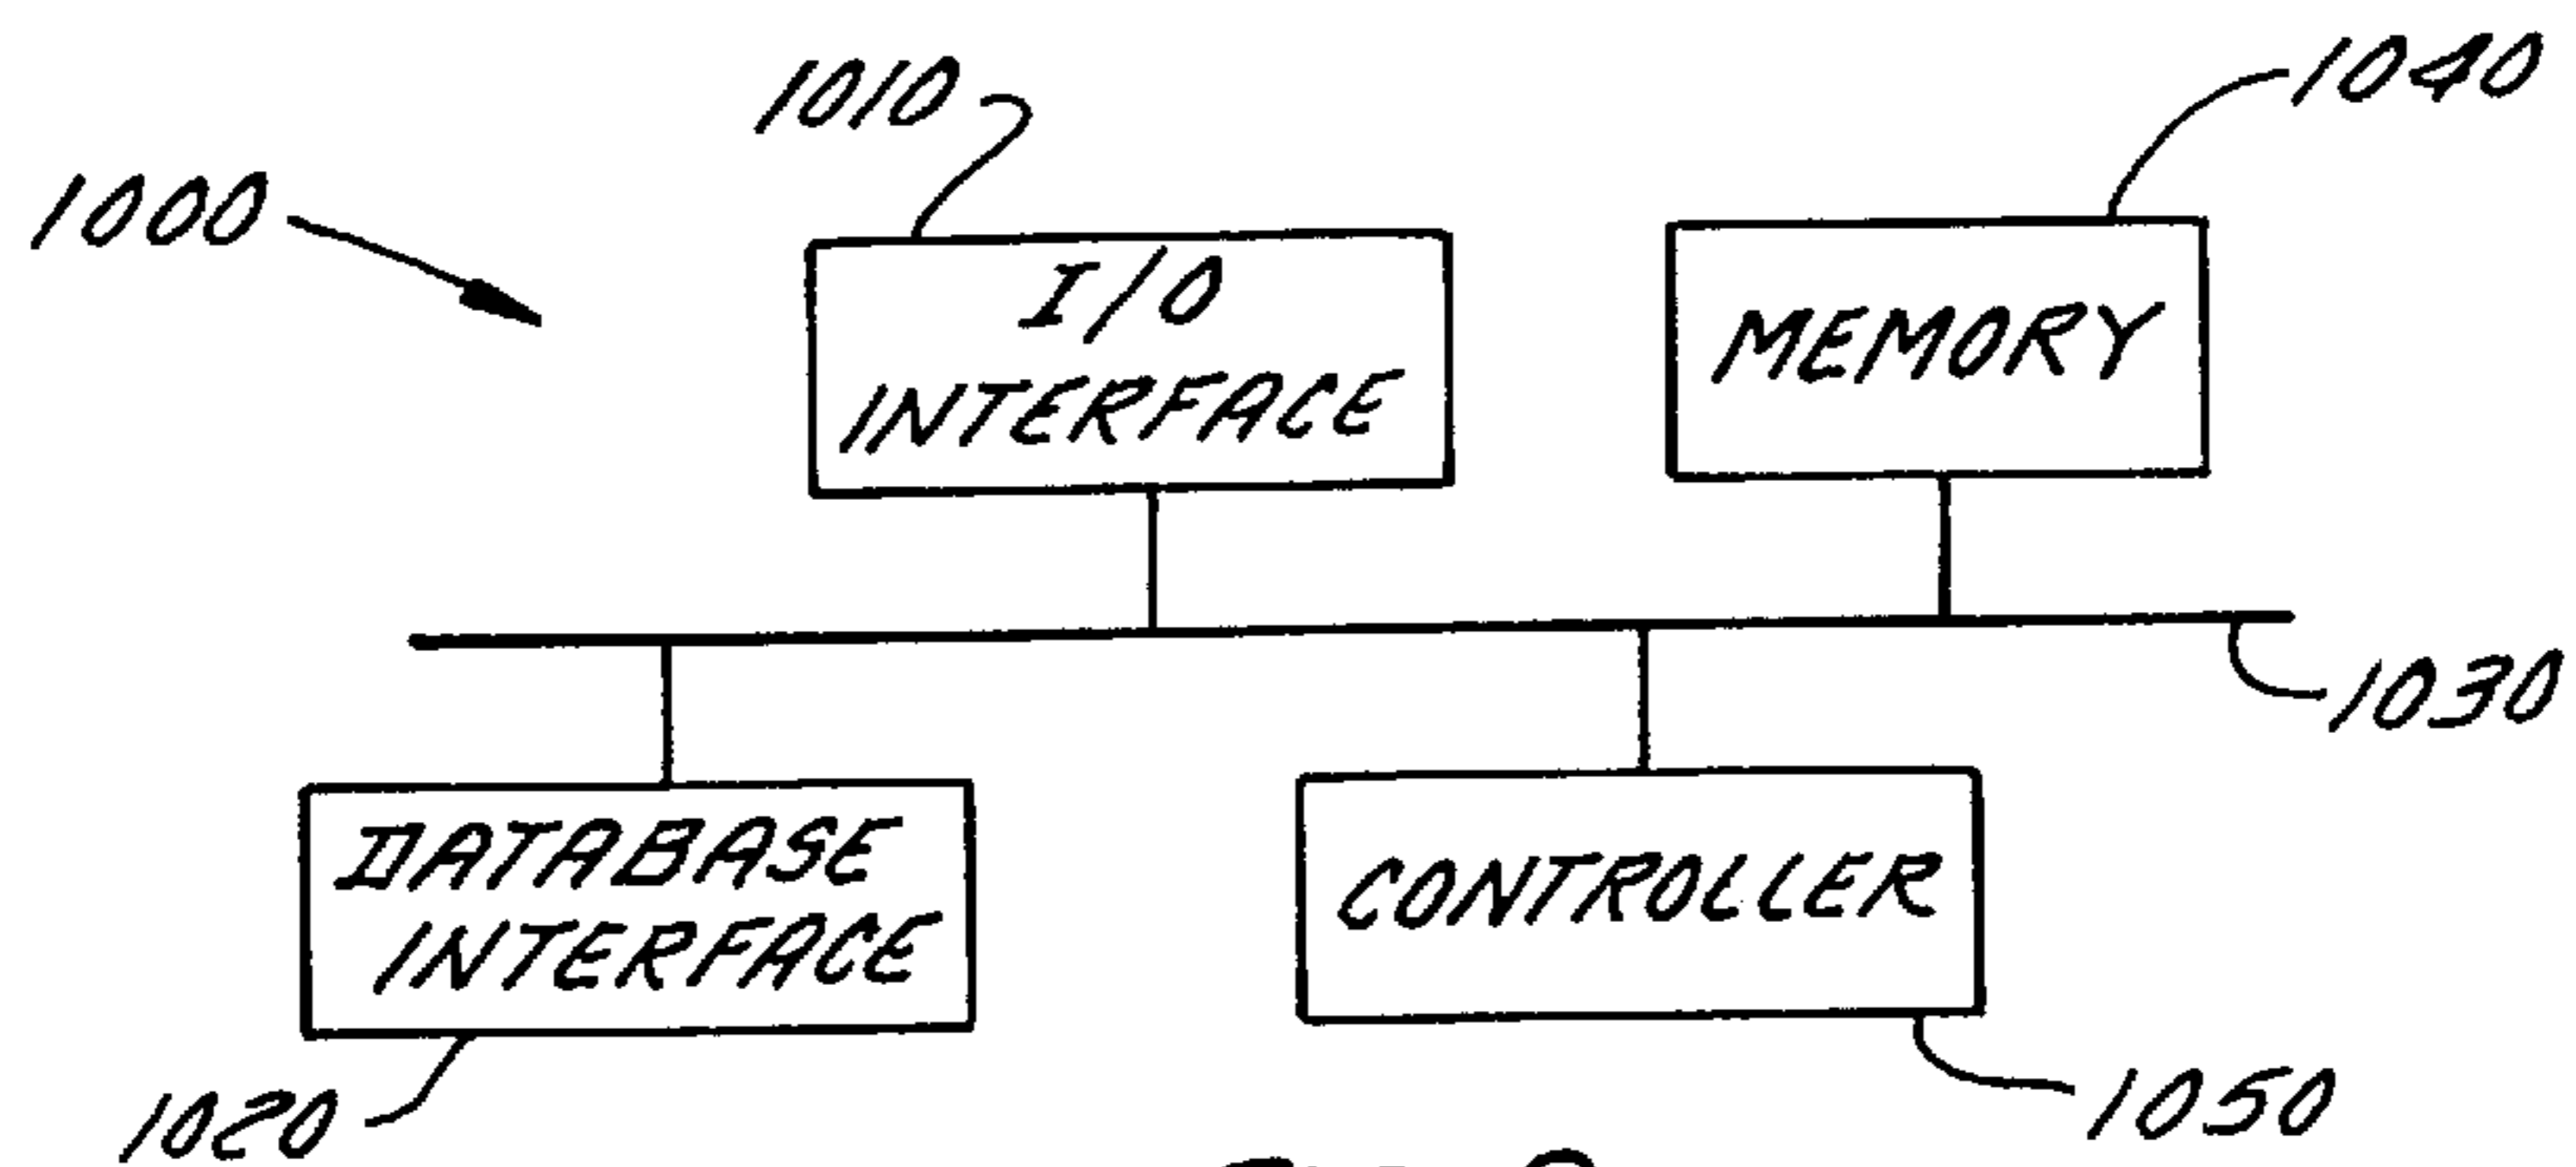 1010
1040
1000
I/O
INTERFACE
MEMORY
1030
DATABASE
INTERFACE
CONTROLLER
1020
1050